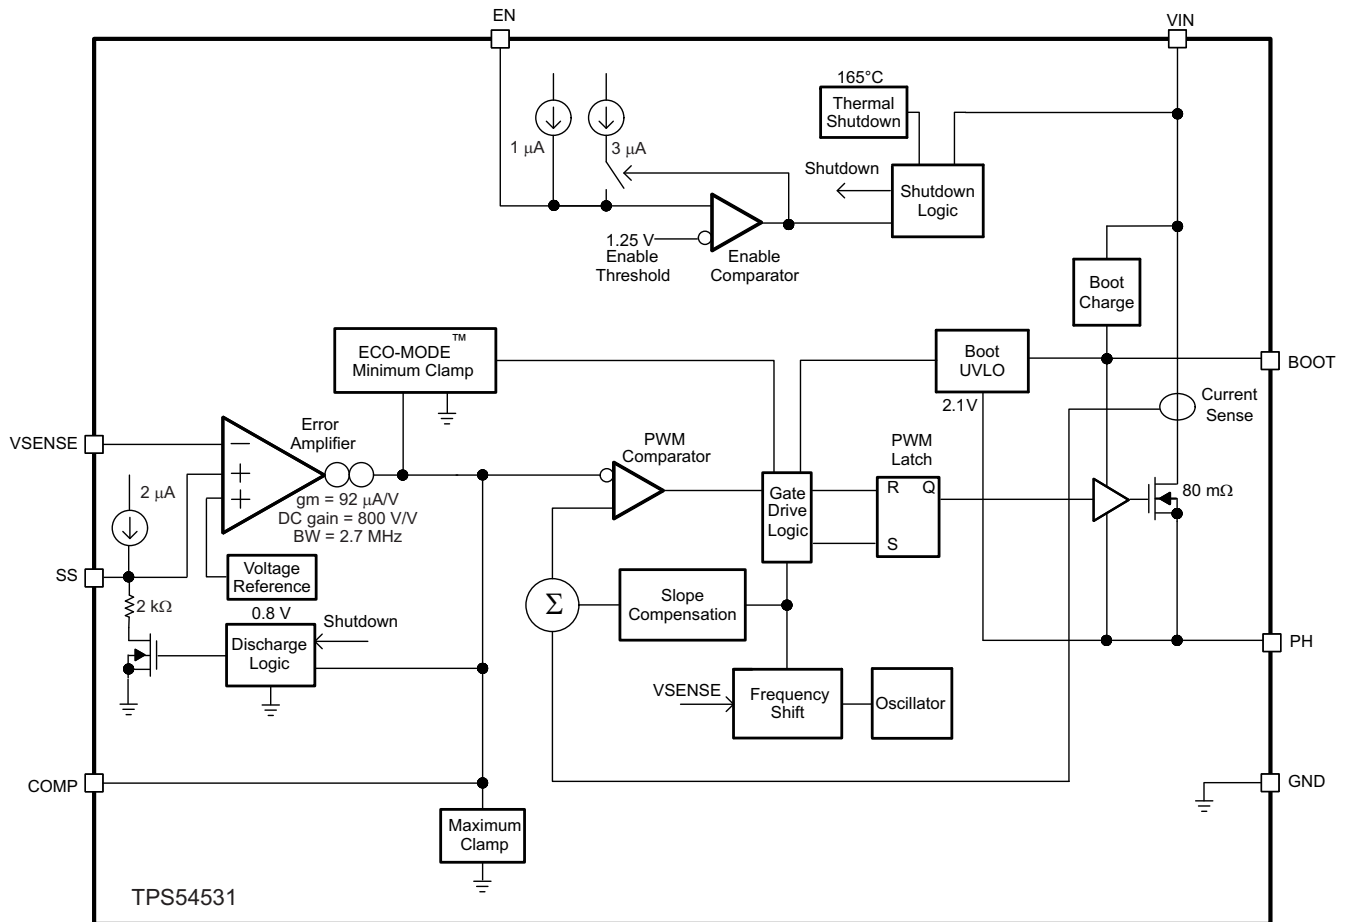 EN
VIN
165°C
Thermal
Shutdown
1 μA
3 μA
Shutdown
Shutdown
Logic
1.25 V
Enable
Threshold
Enable
Comparator
Boot
Charge
ECO-MODE™
Minimum Clamp
Boot
UVLO
BOOT
2.1V
Current
Sense
VSENSE
Error
Amplifier
PWM
Comparator
PWM
Latch
2 μA
gm = 92 μA/V
DC gain = 800 V/V
BW = 2.7 MHz
Gate
Drive
Logic
R
Q
S
80 mΩ
SS
Voltage
Reference
0.8 V
2 kΩ
Σ
Slope
Compensation
Discharge
Logic
Shutdown
PH
VSENSE
Frequency
Shift
Oscillator
COMP
GND
Maximum
Clamp
TPS54531